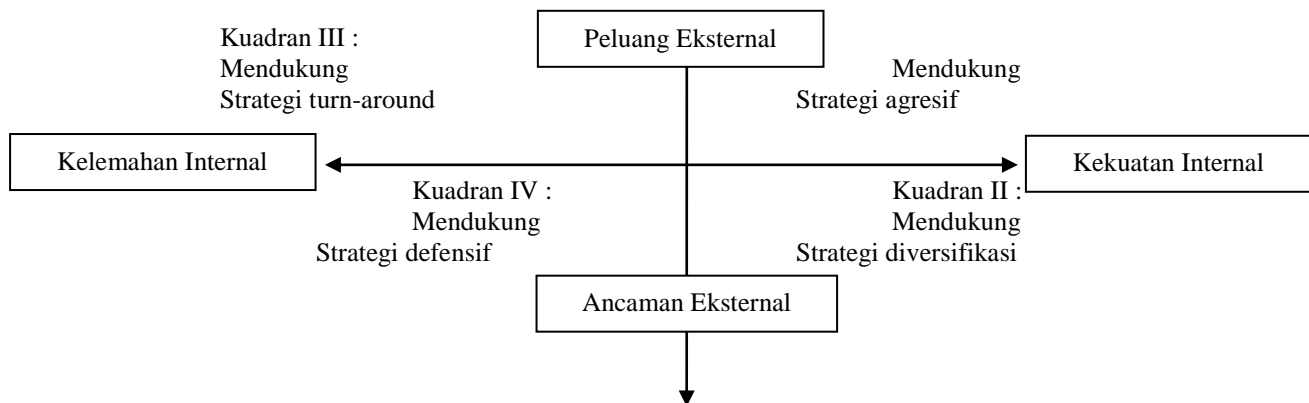 Kuadran III :
Mendukung
Strategi turn-around
Peluang Eksternal
Mendukung
Strategi agresif
Kelemahan Internal
Kekuatan Internal
Kuadran IV :
Mendukung
Strategi defensif
Kuadran II :
Mendukung
Strategi diversifikasi
Ancaman Eksternal